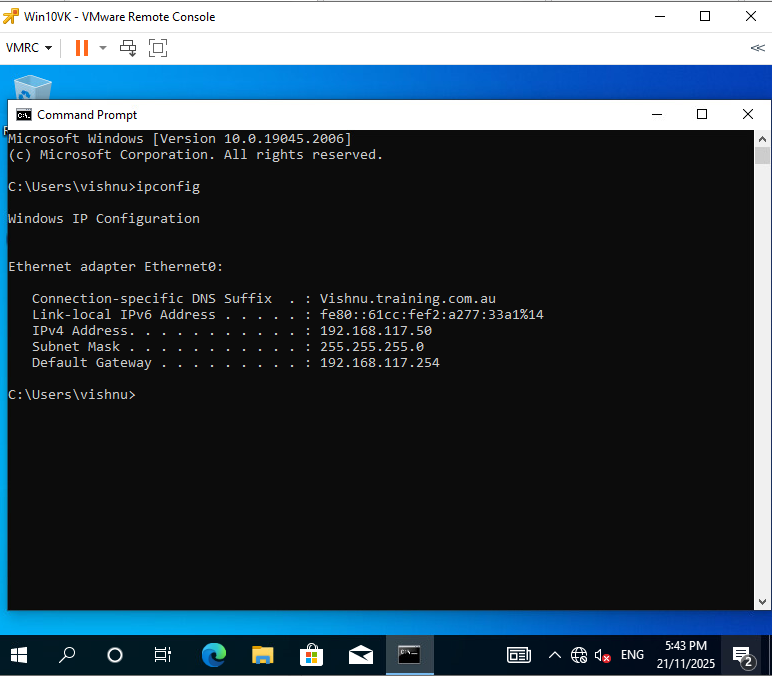 Win10VK - VMware Remote Console
VMRC
Command Prompt
Microsoft Windows [Version 10.0.19045.2006]
(c) Microsoft Corporation. All rights reserved.
C:\Users\vishnu>ipconfig
Windows IP Configuration
Ethernet adapter Ethernet0:
Connection-specific DNS Suffix  . : Vishnu.training.com.au
Link-local IPv6 Address . . . . . : fe80::61cc:fef2:a277:33a1%14
IPv4 Address. . . . . . . . . . . : 192.168.117.50
Subnet Mask . . . . . . . . . . . : 255.255.255.0
Default Gateway . . . . . . . . . : 192.168.117.254
C:\Users\vishnu>
ENG
5:43 PM
21/11/2025
2